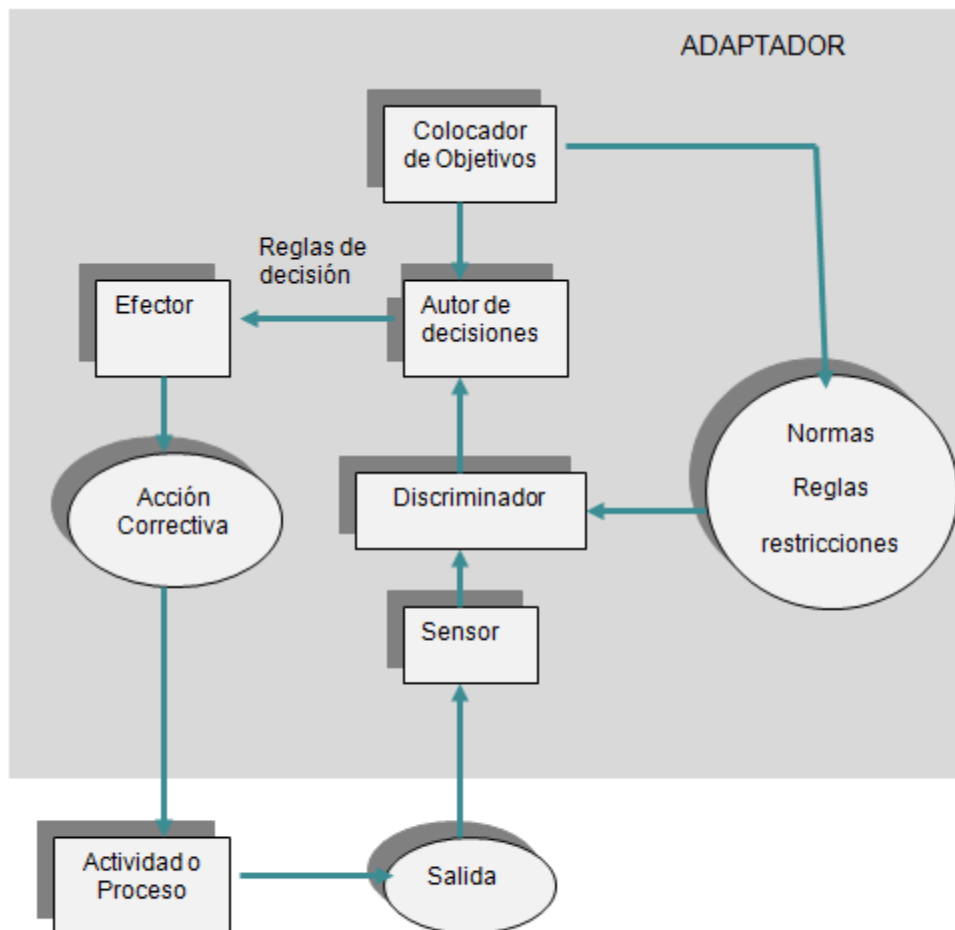 ADAPTADOR
Colocador
de Objetivos
Reglas de
decisión
Efector
Autor de
decisiones
Normas
Reglas
restricciones
Acción
Correctiva
Discriminador
Sensor
Actividad o
Proceso
Salida